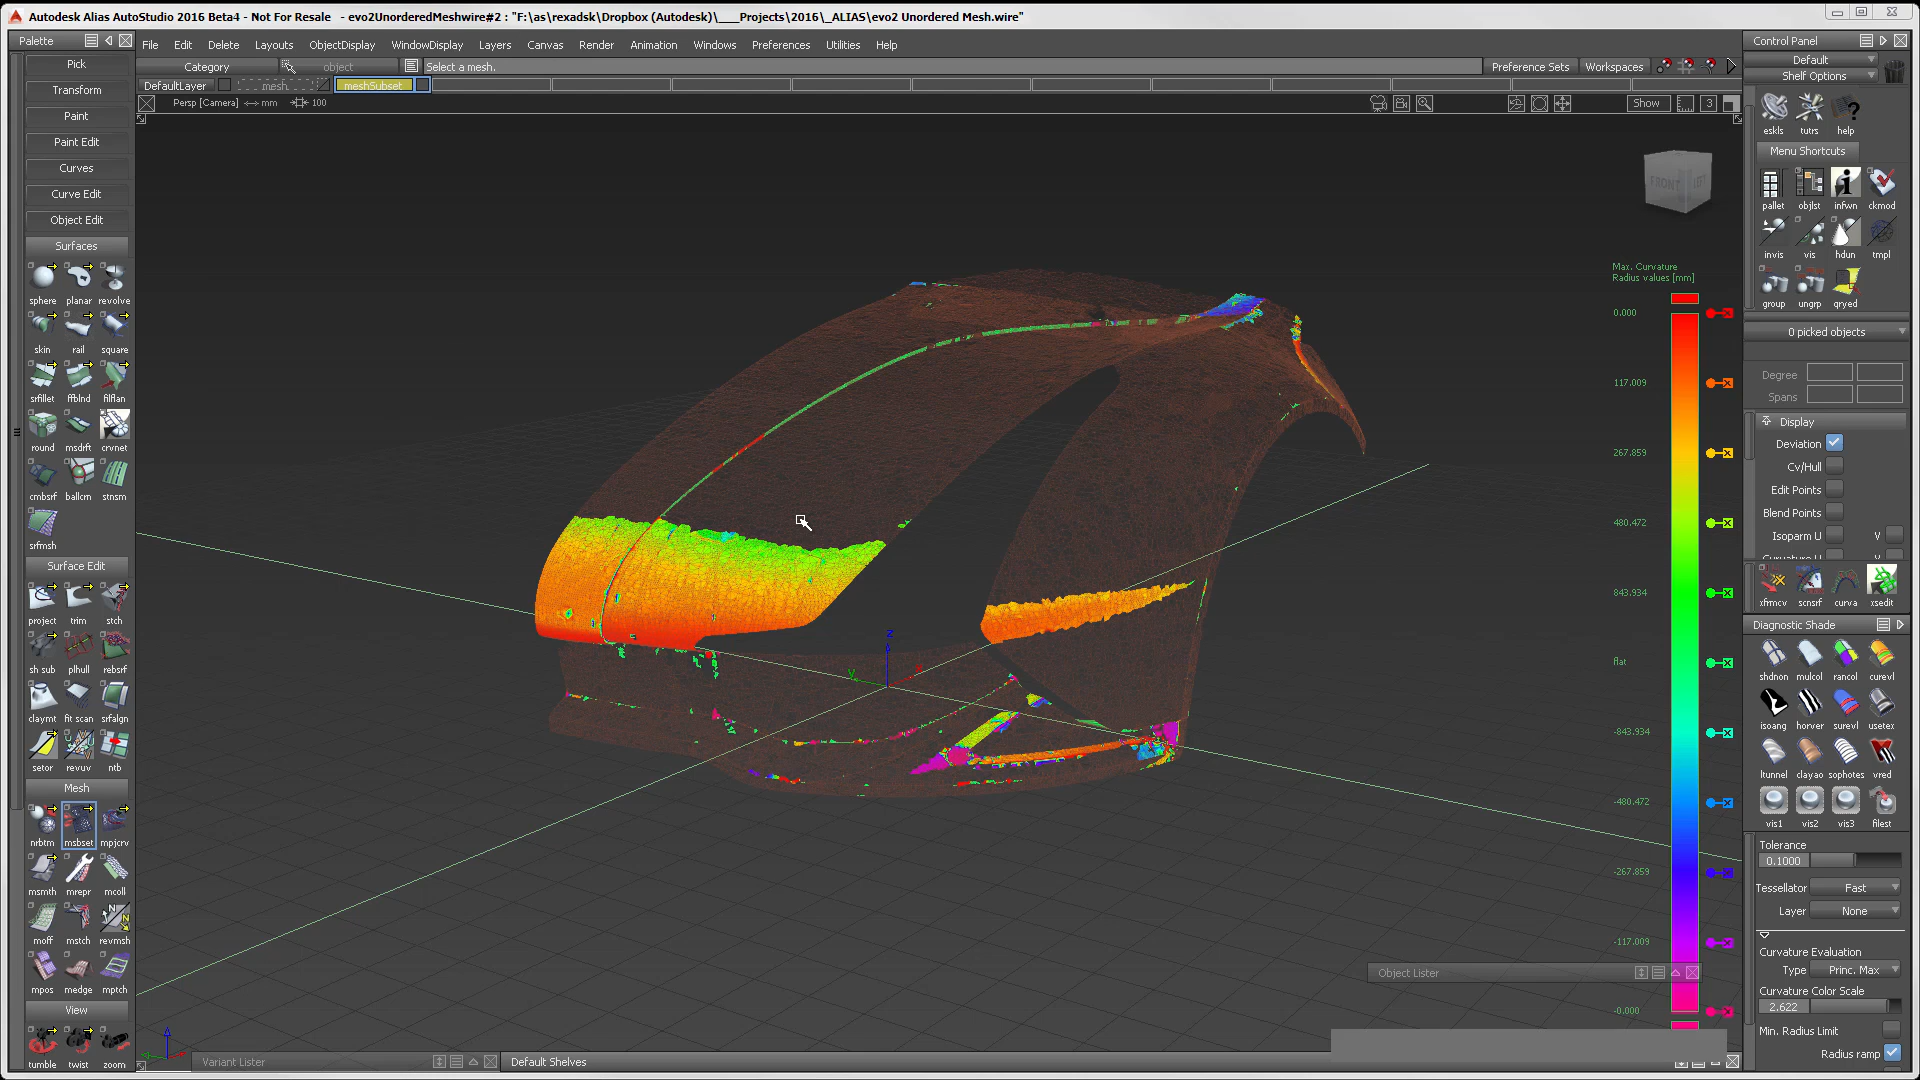 Autodesk Alias AutoStudio 2016 Beta4 - Not For Resale - evo2UnorderedMeshwire#2 : "F:\as\rexadsk\Dropbox (Autodesk)\___Projects\2016\_ALIAS\evo2 Unordered Mesh.wire"
Palette
File Edit Delete Layouts ObjectDisplay WindowDisplay Layers Canvas Render Animation Windows Preferences Utilities Help
Control Panel
Pick
Category object Select a mesh. Preference Sets Workspaces
Default
Shelf Options
DefaultLayer mesh meshSubset
Transform
Persp [Camera] mm 100 Show 3
Paint
Paint Edit
Curves
Curve Edit
Object Edit
Surfaces
sphere planar revolve
skin rail square
srfillet ffblnd filflan
round msdrft crvnet
cmbsrf ballcrn stnsm
srfmsh
Surface Edit
project trim stch
sh sub plhull rebsrf
claymt fit scan srfalgn
setor revuv ntb
Mesh
nrbtm msbset mpjcrv
msmth mrepr mcoll
moff mstch revmsh
mpos medge mptch
View
tumble twist zoom
FRONT LEFT
Max. Curvature
Radius values [mm]
0.000
117.009
267.859
480.472
843.934
flat
-843.934
-480.472
-267.859
-117.009
-0.000
z
y
x
Object Lister
Variant Lister
Default Shelves
eskls tutrs help
Menu Shortcuts
pallet objlst infwn ckmod
invis vis hdun tmpl
group ungrp qryed
0 picked objects
Degree
Spans
Display
Deviation
Cv/Hull
Edit Points
Blend Points
Isoparm U V
Curvature U
xfrmcv scnsrf curva xsedit
Diagnostic Shade
shdnon mulcol rancol curevl
isoang horver surevl usetex
ltunnel clayao sophotes vred
vis1 vis2 vis3 filest
Tolerance
0.1000
Tessellator Fast
Layer None
Curvature Evaluation
Type Princ. Max
Curvature Color Scale
2.622
Min. Radius Limit
Radius ramp